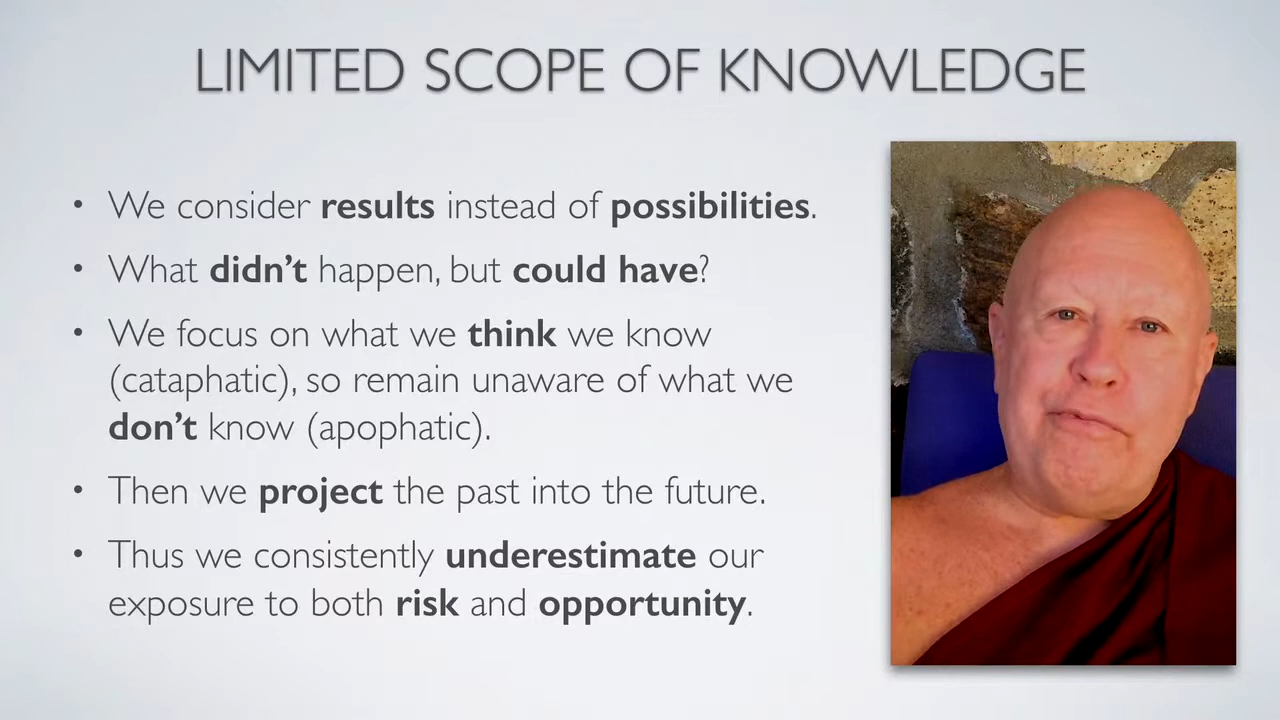 LIMITED SCOPE OF KNOWLEDGE
• We consider results instead of possibilities.
• What didn’t happen, but could have?
• We focus on what we think we know
(cataphatic), so remain unaware of what we
don’t know (apophatic).
• Then we project the past into the future.
• Thus we consistently underestimate our
exposure to both risk and opportunity.